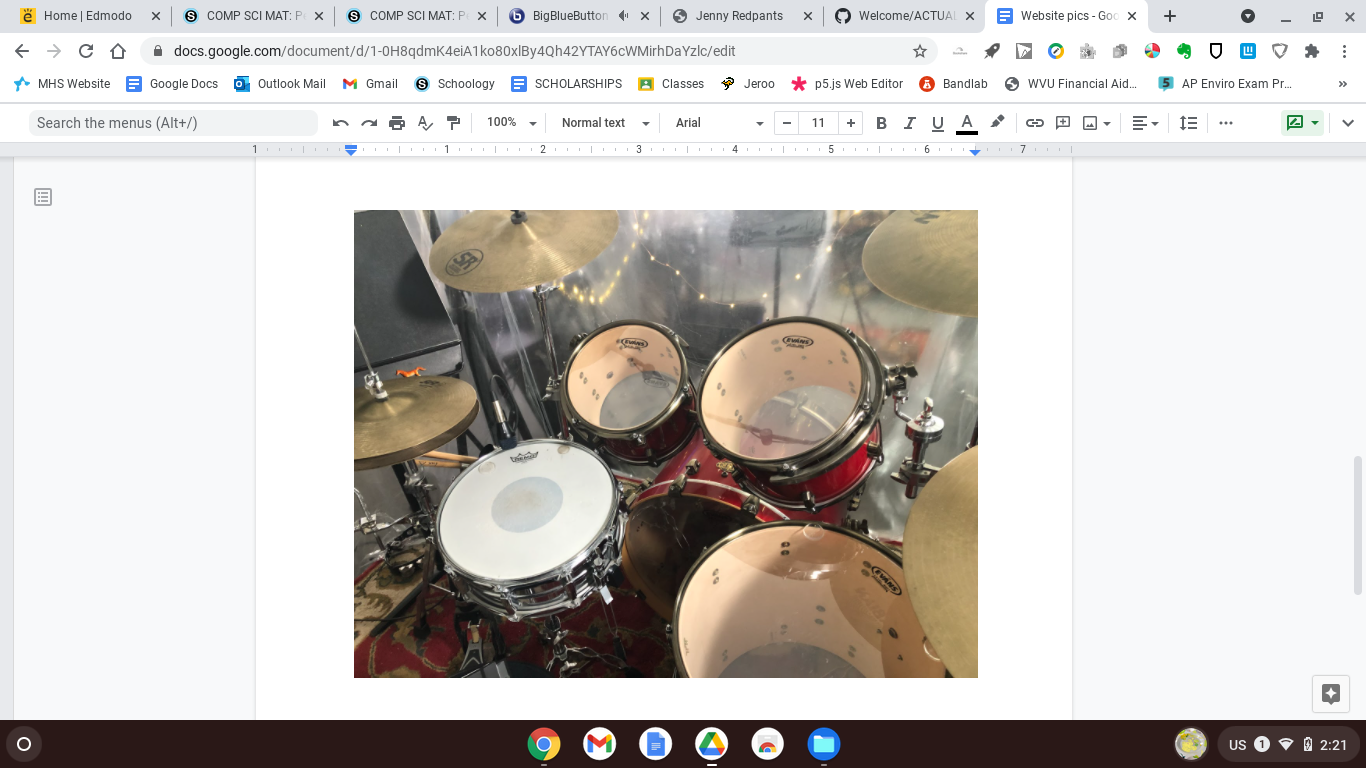 Home | Edmodo
COMP SCI MAT: P
COMP SCI MAT: P
BigBlueButton
Jenny Redpants
Welcome/ACTUAL
Website pics - Goo
docs.google.com/document/d/1-0H8qdmK4eiA1ko80xlBy4Qh42YTAY6cWMirhDaYzlc/edit
MHS Website
Google Docs
Outlook Mail
Gmail
Schoology
SCHOLARSHIPS
Classes
Jeroo
p5.js Web Editor
Bandlab
WVU Financial Aid...
AP Enviro Exam Pr...
Search the menus (Alt+/)
100%
Normal text
Arial
11
1 1 2 3 4 5 6 7
EVANS
EVANS
REMO
EVANS
US 1 2:21